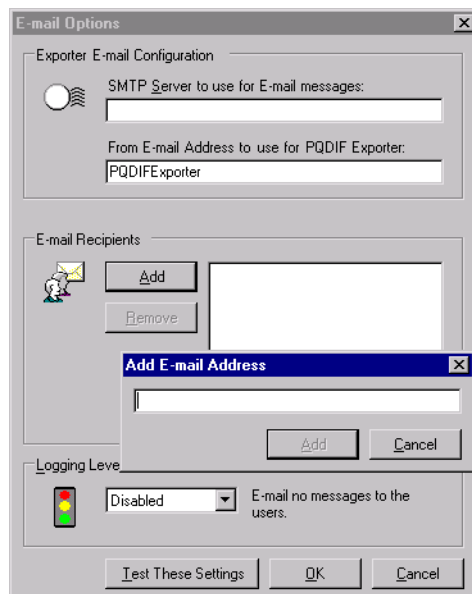 E-mail Options
Exporter E-mail Configuration
SMTP Server to use for E-mail messages:
From E-mail Address to use for PQDIF Exporter:
PQDIFExporter
E-mail Recipients
Add
Remove
Add E-mail Address
Add
Cancel
Logging Leve
Disabled
E-mail no messages to the
users.
Test These Settings
OK
Cancel